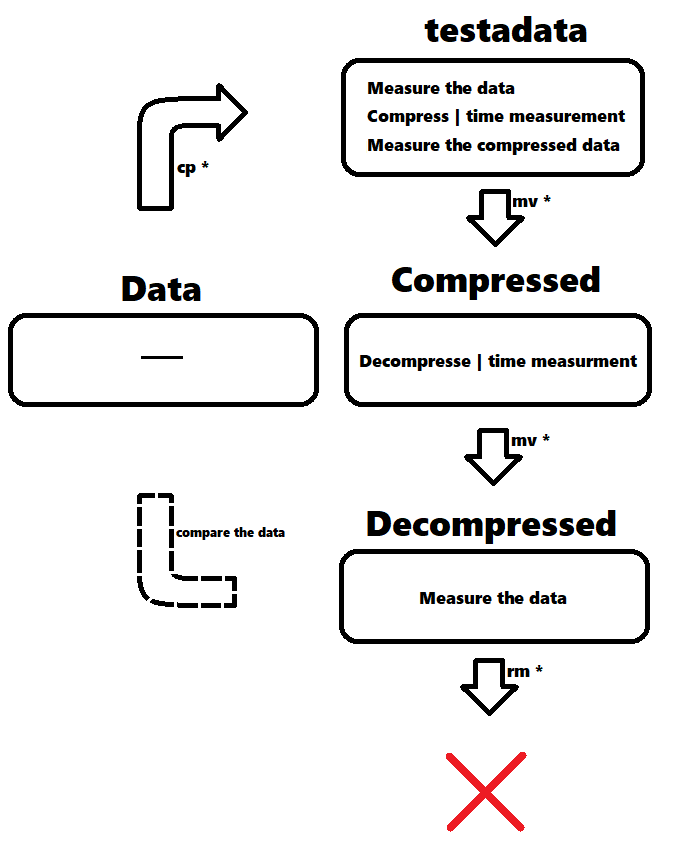 testadata
Measure the data
Compress | time measurement
Measure the compressed data
cp *
mv *
Data
Compressed
Decompresse | time measurment
mv *
Decompressed
compare the data
Measure the data
rm *